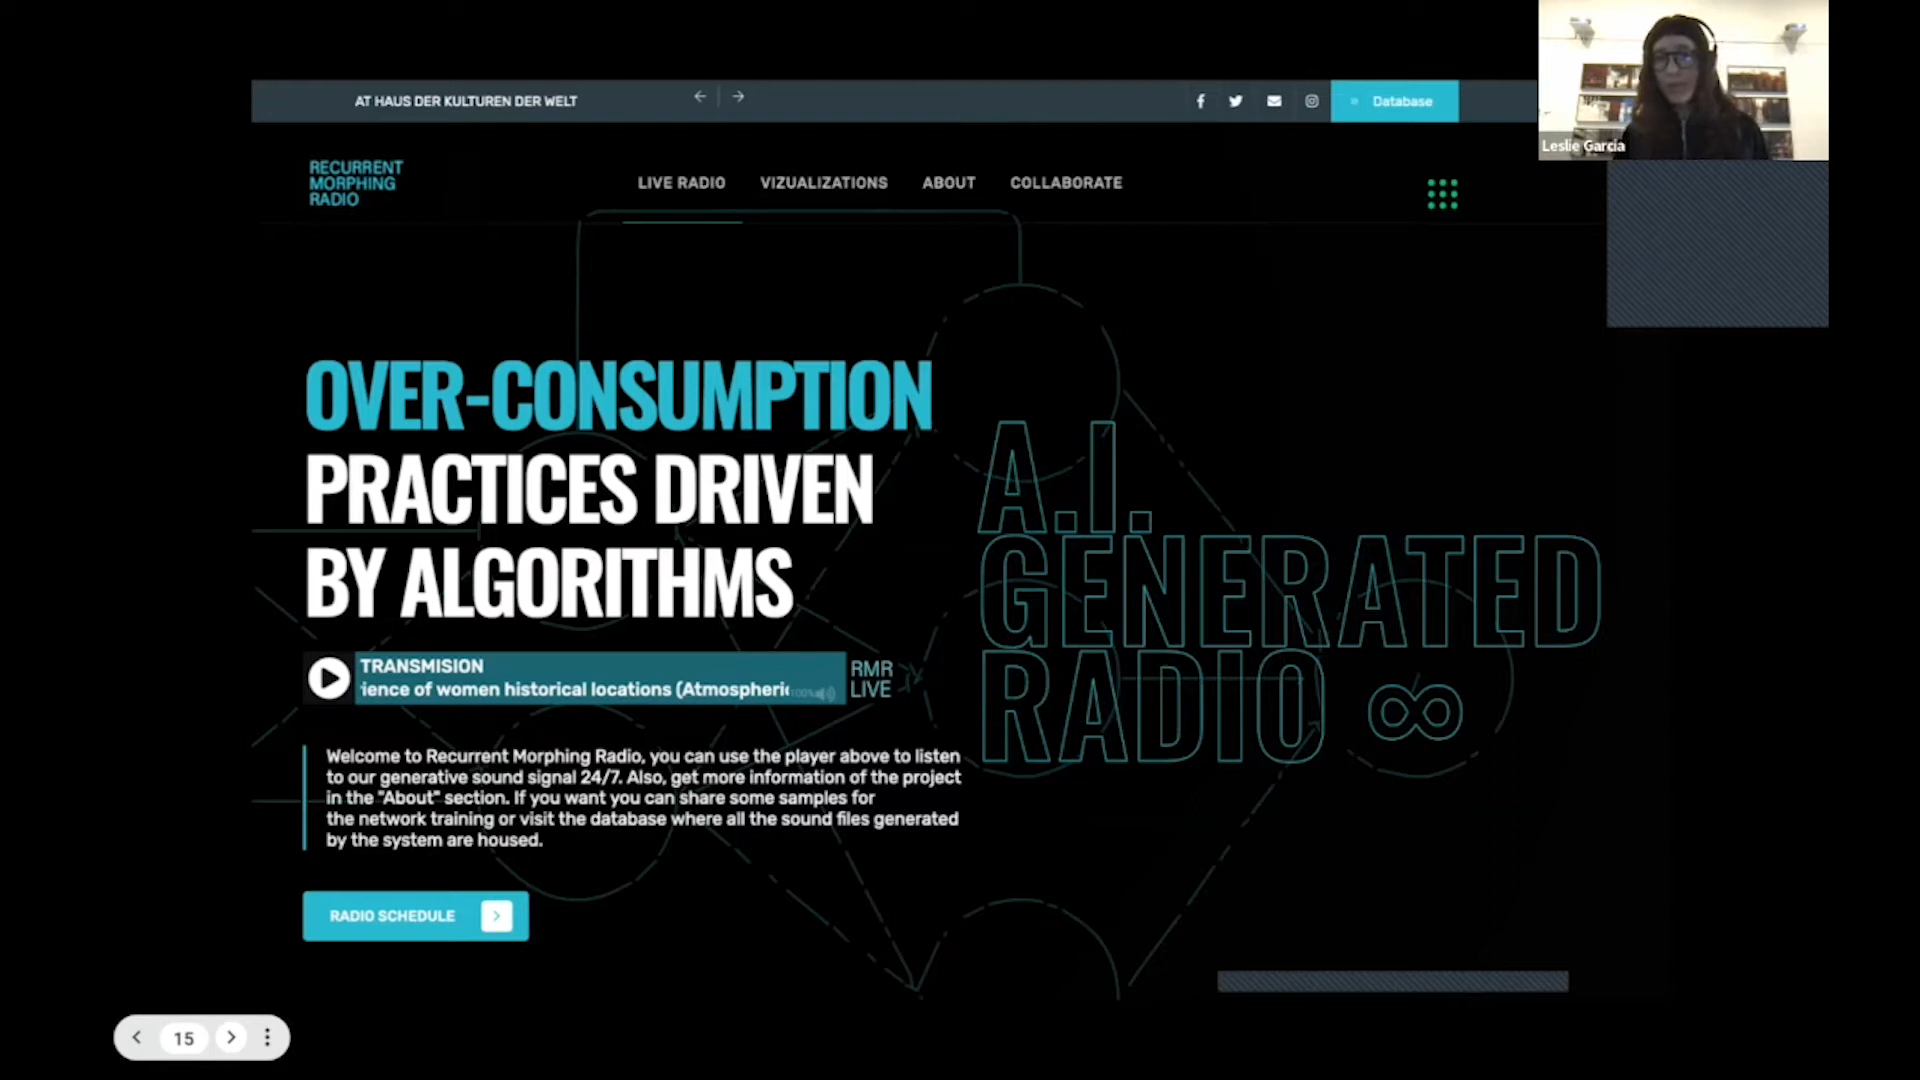 AT HAUS DER KULTUREN DER WELT
Database
Leslie Garcia
RECURRENT
MORPHING
RADIO
LIVE RADIO
VIZUALIZATIONS
ABOUT
COLLABORATE
OVER-CONSUMPTION
PRACTICES DRIVEN
BY ALGORITHMS
A.I.
GENERATED
RADIO ∞
TRANSMISION
ience of women historical locations (Atmospheric
100%
RMR
LIVE
Welcome to Recurrent Morphing Radio, you can use the player above to listen
to our generative sound signal 24/7. Also, get more information of the project
in the "About" section. If you want you can share some samples for
the network training or visit the database where all the sound files generated
by the system are housed.
RADIO SCHEDULE
15